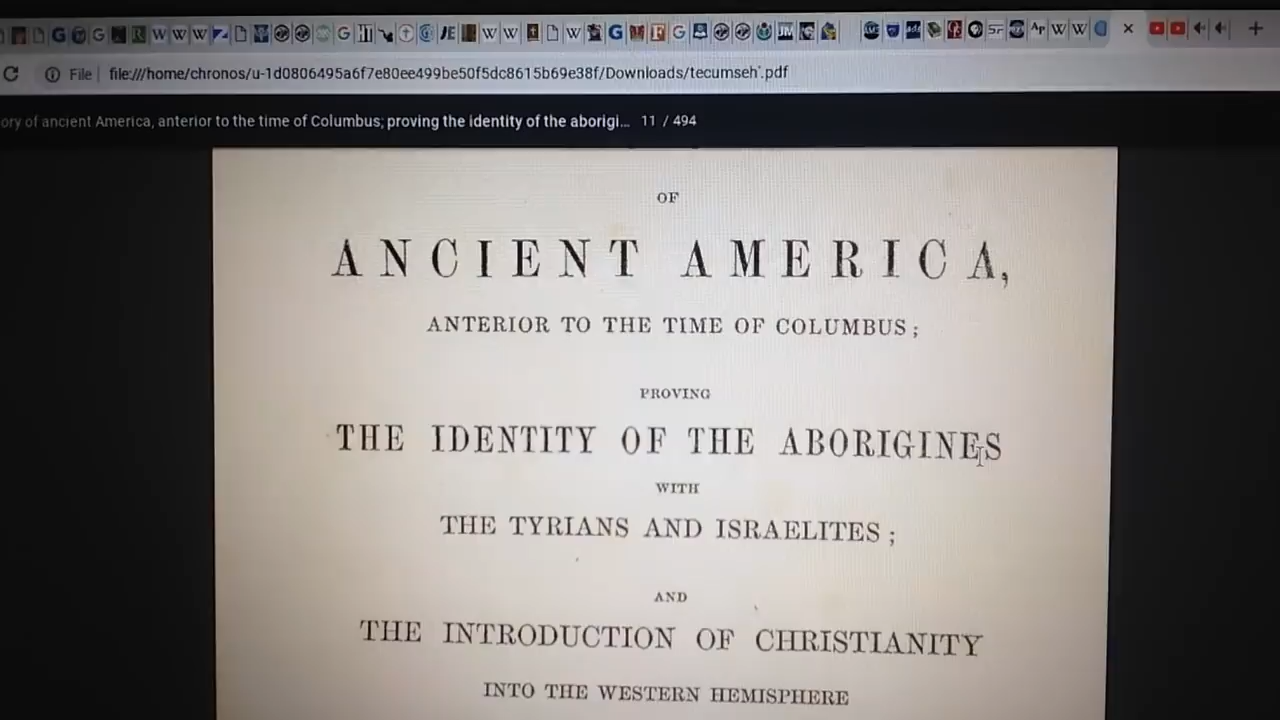 File file:///home/chronos/u-1d0806495a6f7e80ee499be50f5dc8615b69e38f/Downloads/tecumseh'.pdf
ory of ancient America, anterior to the time of Columbus; proving the identity of the aborigi... 11 / 494
OF
ANCIENT AMERICA,
ANTERIOR TO THE TIME OF COLUMBUS;
PROVING
THE IDENTITY OF THE ABORIGINES
WITH
THE TYRIANS AND ISRAELITES;
AND
THE INTRODUCTION OF CHRISTIANITY
INTO THE WESTERN HEMISPHERE